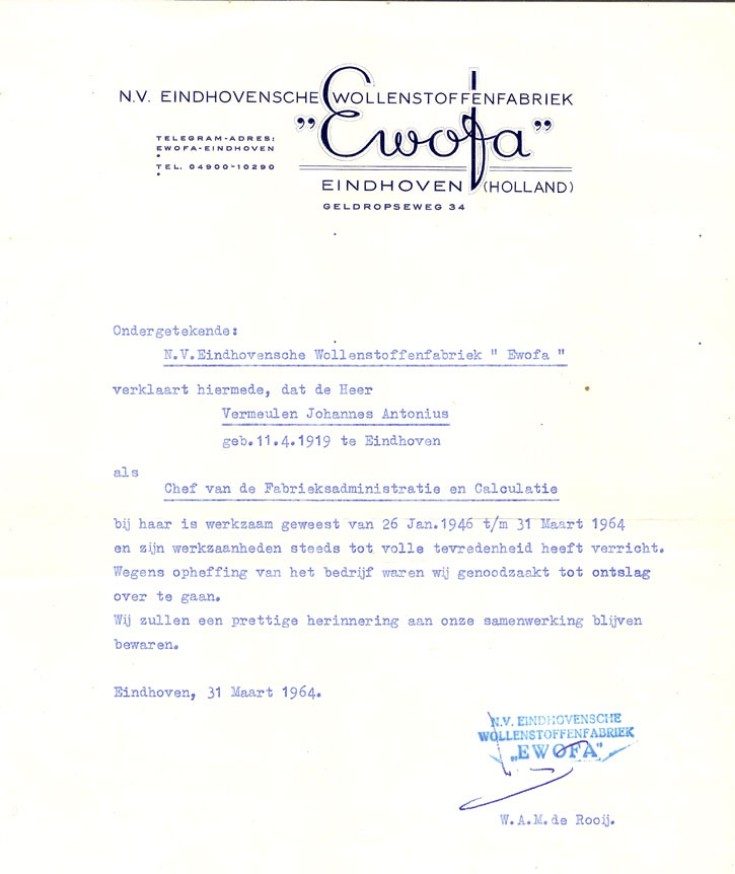 N.V. EINDHOVENSCHE WOLLENSTOFFENFABRIEK
"Ewofa"
TELEGRAM-ADRES:
EWOFA-EINDHOVEN
TEL. 04900-10290
EINDHOVEN (HOLLAND)
GELDROPSEWEG 34
Ondergetekende:
N.V.Eindhovensche Wollenstoffenfabriek " Ewofa "
verklaart hiermede, dat de Heer
Vermeulen Johannes Antonius
geb.11.4.1919 te Eindhoven
als
Chef van de Fabrieksadministratie en Calculatie
bij haar is werkzaam geweest van 26 Jan.1946 t/m 31 Maart 1964
en zijn werkzaanheden steeds tot volle tevredenheid heeft verricht.
Wegens opheffing van het bedrijf waren wij genoodzaakt tot ontslag
over te gaan.
Wij zullen een prettige herinnering aan onze samenwerking blijven
bewaren.
Eindhoven, 31 Maart 1964.
N.V. EINDHOVENSCHE
WOLLENSTOFFENFABRIEK
„EWOFA"
W.A.M.de Rooij.